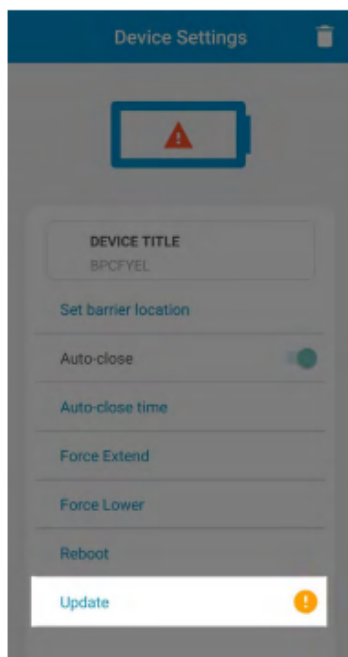 Device Settings
DEVICE TITLE
BPCFYEL
Set barrier location
Auto-close
Auto-close time
Force Extend
Force Lower
Reboot
Update